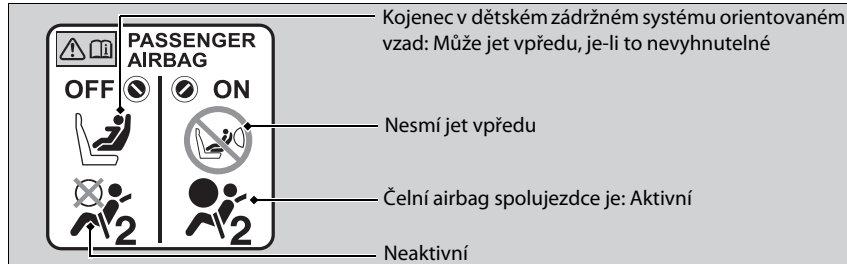 PASSENGER
AIRBAG
OFF
ON
2
2
Kojenec v dětském zádržném systému orientovaném
vzad: Může jet vpředu, je-li to nevyhnutelné
Nesmí jet vpředu
Čelní airbag spolujezdce je: Aktivní
Neaktivní